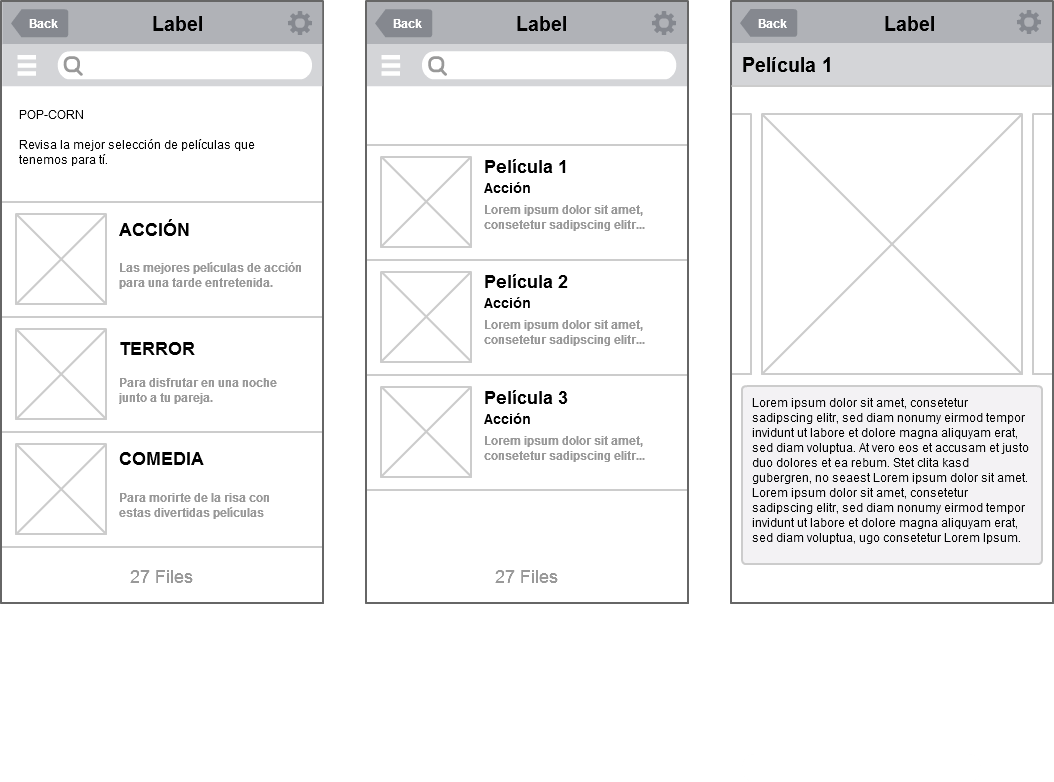 Back
Label
POP-CORN
Revisa la mejor selección de películas que
tenemos para tí.
ACCIÓN
Las mejores películas de acción
para una tarde entretenida.
TERROR
Para disfrutar en una noche
junto a tu pareja.
COMEDIA
Para morirte de la risa con
estas divertidas películas
27 Files
Back
Label
Película 1
Acción
Lorem ipsum dolor sit amet,
consetetur sadipscing elitr...
Película 2
Acción
Lorem ipsum dolor sit amet,
consetetur sadipscing elitr...
Película 3
Acción
Lorem ipsum dolor sit amet,
consetetur sadipscing elitr...
27 Files
Back
Label
Película 1
Lorem ipsum dolor sit amet, consetetur
sadipscing elitr, sed diam nonumy eirmod tempor
invidunt ut labore et dolore magna aliquyam erat,
sed diam voluptua. At vero eos et accusam et justo
duo dolores et ea rebum. Stet clita kasd
gubergren, no seaest Lorem ipsum dolor sit amet.
Lorem ipsum dolor sit amet, consetetur
sadipscing elitr, sed diam nonumy eirmod tempor
invidunt ut labore et dolore magna aliquyam erat,
sed diam voluptua, ugo consetetur Lorem Ipsum.